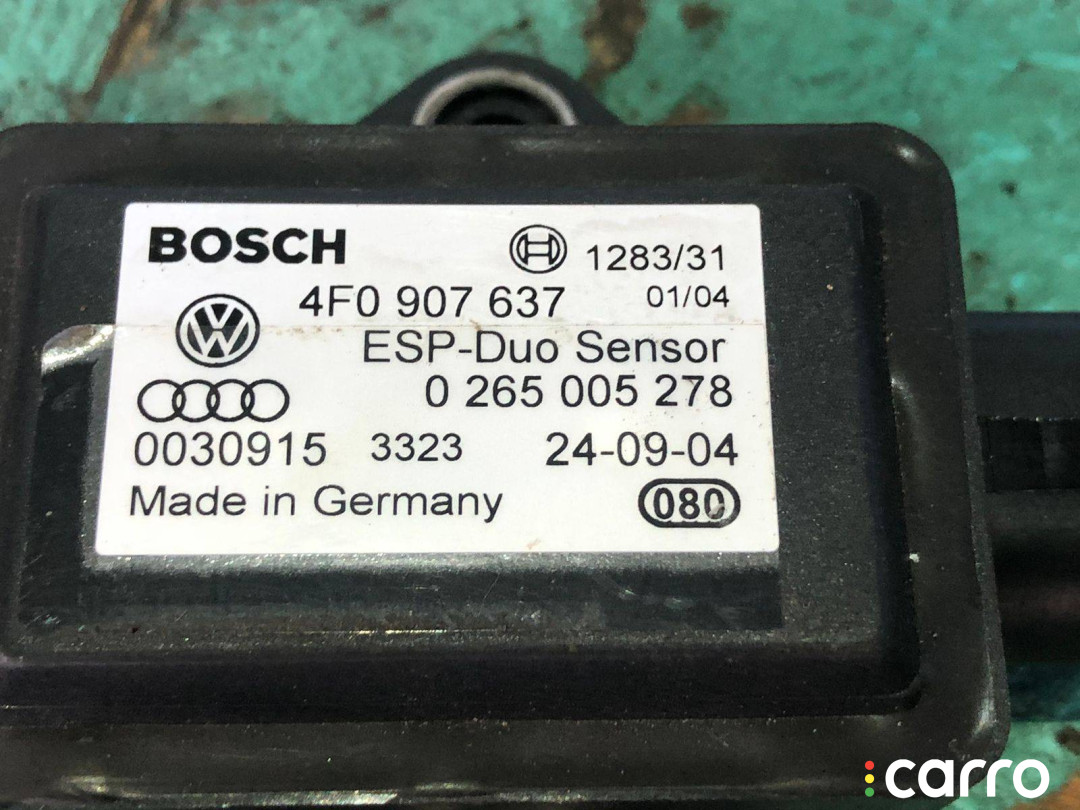 BOSCH
1283/31
4F0 907 637
01/04
ESP-Duo Sensor
0 265 005 278
0030915 3323 24-09-04
Made in Germany
080
carro